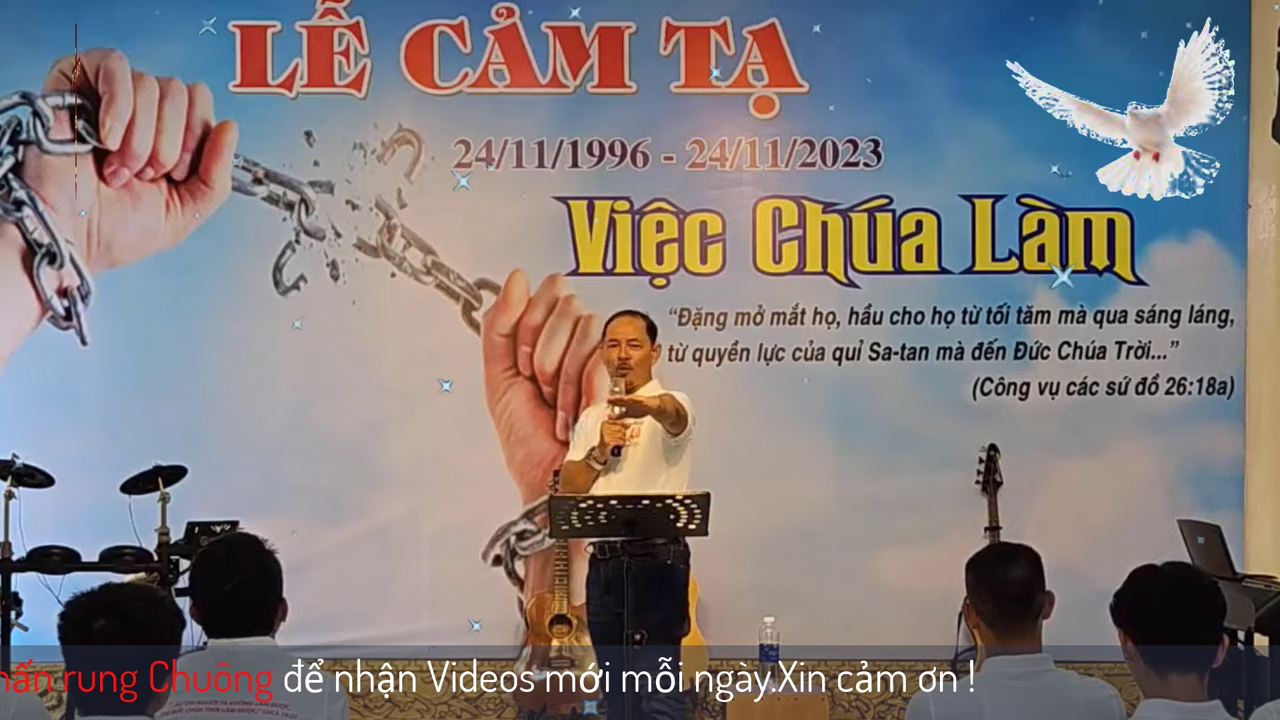 LỄ CẢM TẠ
24/11/1996 - 24/11/2023
Việc Chúa Làm
“Đặng mở mắt họ, hầu cho họ từ tối tăm mà qua sáng láng,
từ quyền lực của quỉ Sa-tan mà đến Đức Chúa Trời...”
(Công vụ các sứ đồ 26:18a)
rung Chuông để nhận Videos mới mỗi ngày.Xin cảm ơn !